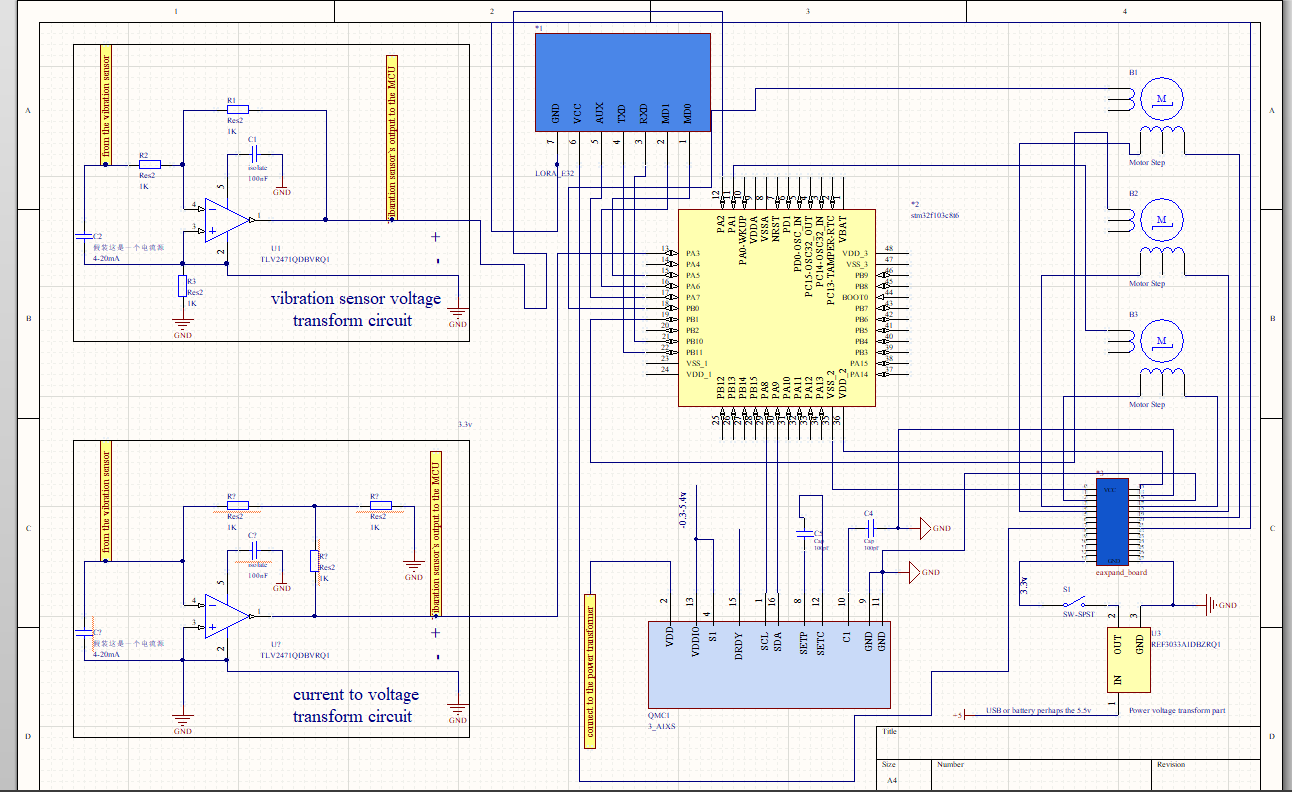 1
2
3
4
A
B
C
D
A
B
C
D
from the vibration sensor
R1
Res2
1K
R2
Res2
1K
C1
isolate
100nF
GND
5
4
3
1
2
C2
假装这是一个电流源
4-20mA
R3
Res2
1K
GND
U1
TLV2471QDBVRQ1
vibration sensor's output to the MCU
+
-
GND
vibration sensor voltage
transform circuit
3.3v
from the vibration sensor
R?
Res2
1K
R?
Res2
1K
C?
isolate
100nF
GND
R?
Res2
1K
GND
5
4
3
1
2
C?
假装这是一个电流源
4-20mA
GND
U?
TLV2471QDBVRQ1
vibration sensor's output to the MCU
+
-
GND
current to voltage
transform circuit
*1
GND
VCC
AUX
TXD
RXD
MD1
MD0
7
6
5
4
3
2
1
LORA_E32
*2
stm32f103c8t6
12
11
10
9
8
7
6
5
4
3
2
1
PA2
PA1
PA0-WKUP
VDDA
VSSA
NRST
PD1
PD0-OSC_IN
PC15-OSC32_OUT
PC14-OSC32_IN
PC13-TAMPER-RTC
VBAT
13 PA3
14 PA4
15 PA5
16 PA6
17 PA7
18 PB0
19 PB1
20 PB2
21 PB10
22 PB11
23 VSS_1
24 VDD_1
VDD_3 48
VSS_3 47
PB9 46
PB8 45
BOOT0 44
PB7 43
PB6 42
PB5 41
PB4 40
PB3 39
PA15 38
PA14 37
PB12
PB13
PB14
PB15
PA8
PA9
PA10
PA11
PA12
PA13
VSS_2
VDD_2
25
26
27
28
29
30
31
32
33
34
35
36
B1
M
Motor Step
B2
M
Motor Step
B3
M
Motor Step
-0.3-5.4v
C5
Cap
100pF
C4
Cap
100pF
GND
GND
VCC
GND
euxpand_board
connect to the power transformer
2
13
4
15
1
16
8
12
10
9
11
VDD
VDDIO
S1
DRDY
SCL
SDA
SETP
SETC
C1
GND
GND
QMC1
3_AIXS
3.3v
S1
SW-SPST
GND
2
3
OUT
GND
IN
1
U3
REF3033AIDBZRQ1
+5
USB or battery perhaps the 5.5v
Power voltage transform part
Title
Size
Number
Revision
A4